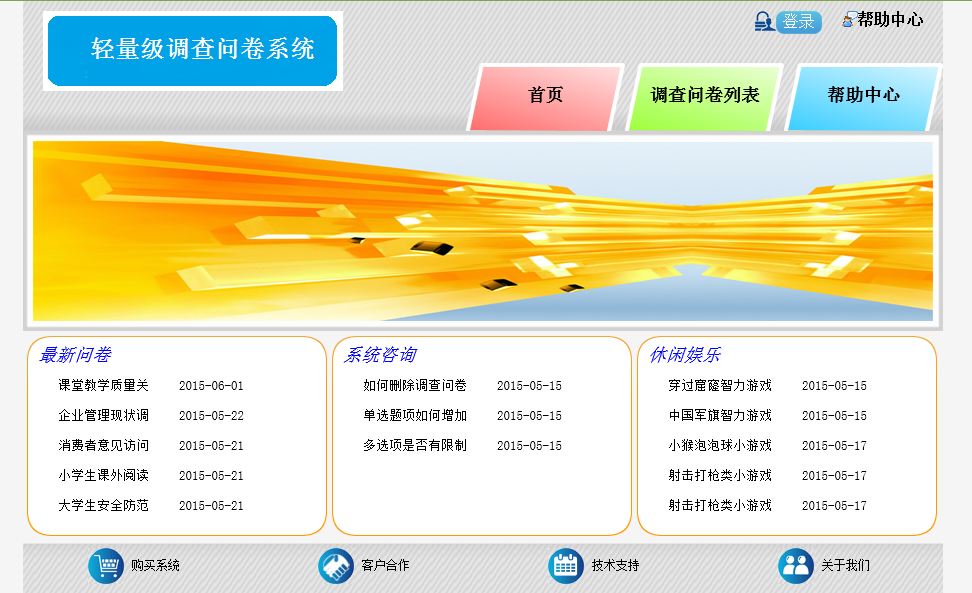 轻量级调查问卷系统
登录 帮助中心
首页 调查问卷列表 帮助中心
最新问卷
课堂教学质量关 2015-06-01
企业管理现状调 2015-05-22
消费者意见访问 2015-05-21
小学生课外阅读 2015-05-21
大学生安全防范 2015-05-21
系统咨询
如何删除调查问卷 2015-05-15
单选题项如何增加 2015-05-15
多选项是否有限制 2015-05-15
休闲娱乐
穿过窟窿智力游戏 2015-05-15
中国军旗智力游戏 2015-05-15
小猴泡泡球小游戏 2015-05-17
射击打枪类小游戏 2015-05-17
射击打枪类小游戏 2015-05-17
购买系统 客户合作 技术支持 关于我们